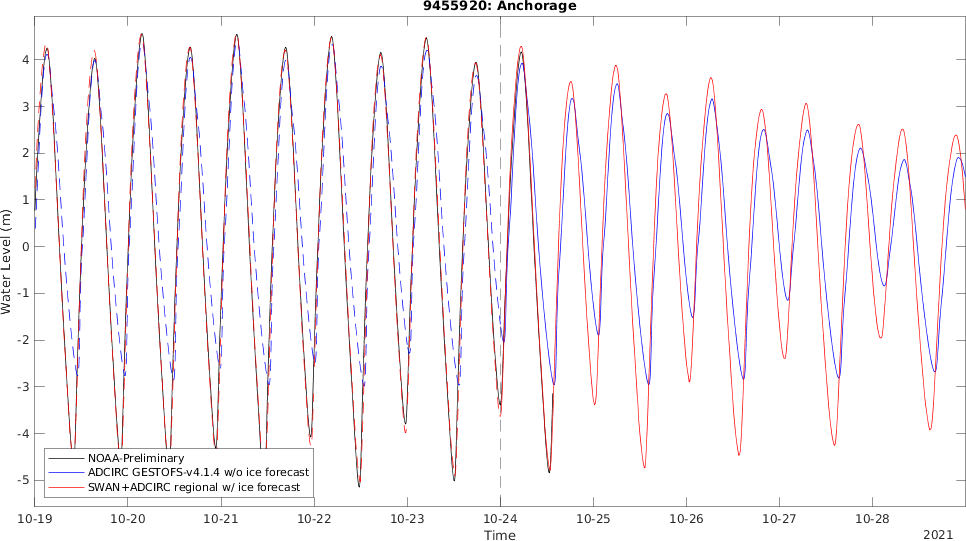 9455920: Anchorage
Water Level (m)
4
3
2
1
0
-1
-2
-3
-4
-5
NOAA-Preliminary
ADCIRC GESTOFS-v4.1.4 w/o ice forecast
SWAN+ADCIRC regional w/ ice forecast
10-19 10-20 10-21 10-22 10-23 10-24 10-25 10-26 10-27 10-28
Time
2021